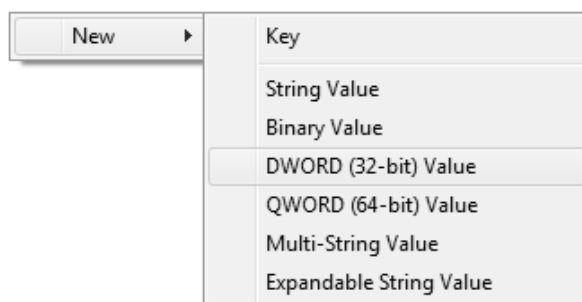 New
Key
String Value
Binary Value
DWORD (32-bit) Value
QWORD (64-bit) Value
Multi-String Value
Expandable String Value